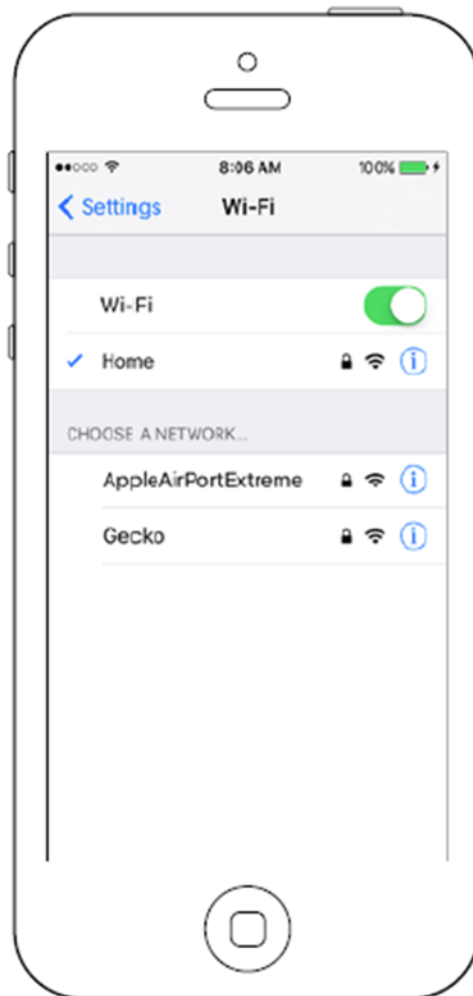 8:06 AM 100%
Settings Wi-Fi
Wi-Fi
Home
CHOOSE A NETWORK...
AppleAirPortExtreme
Gecko